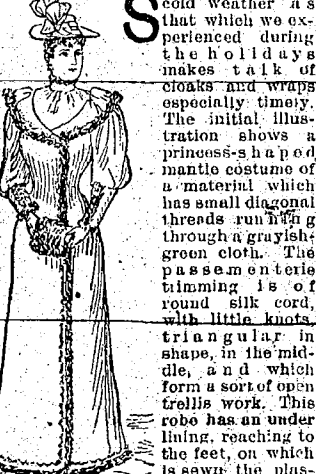 S
cold weather as
that which we ex-
perienced during
the holidays
makes talk of
cloaks and wraps
especially timely.
The initial illus-
tration shows a
princess-shaped
mantle costume of
a material which
has small diagonal
threads running
through a grayish-
green cloth. The
passementerie
trimming is of
round silk cord,
with little knots,
triangular in
shape, in the mid-
dle, and which
form a sort of open
trellis work. This
robe has an under
lining, reaching to
the feet, on which
is sewn the plas-